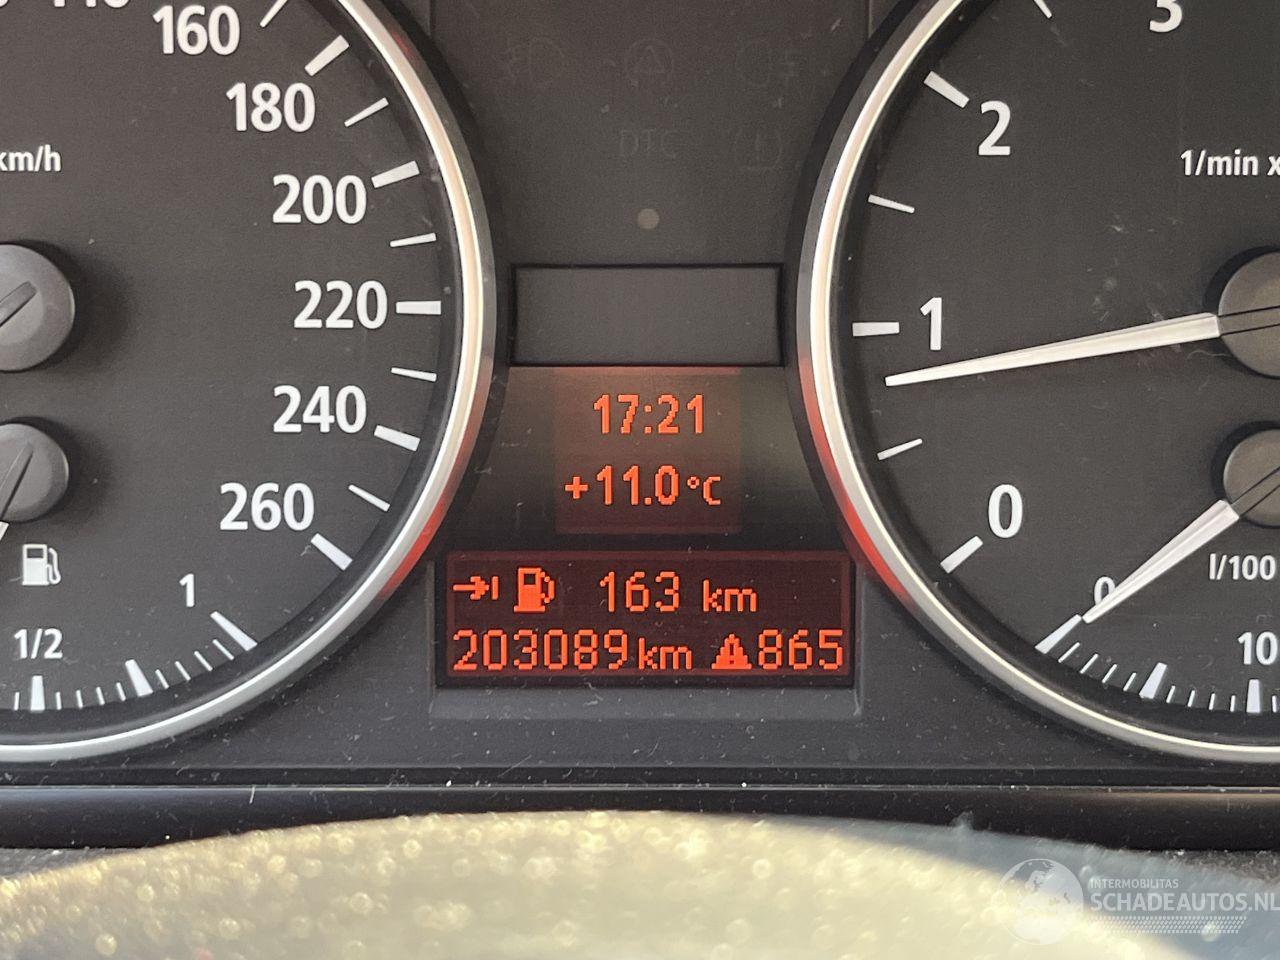 160
180
km/h
200
220
240
260
1
1/2
DTC
17:21
+11.0°C
163 km
203089km 865
3
2
1/min x
1
0
l/100
0
10
INTERMOBILITAS
SCHADEAUTOS.NL